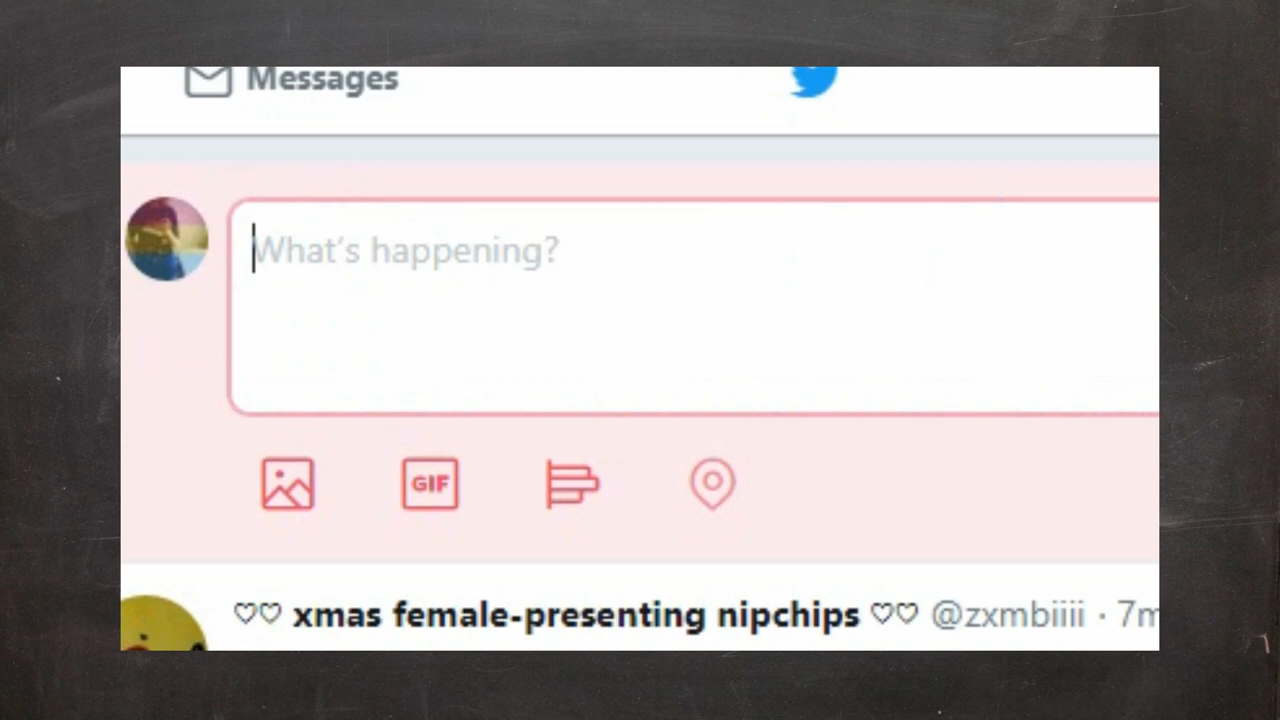 Messages
What's happening?
GIF
♡♡ xmas female-presenting nipchips ♡♡ @zxmbiiii · 7m